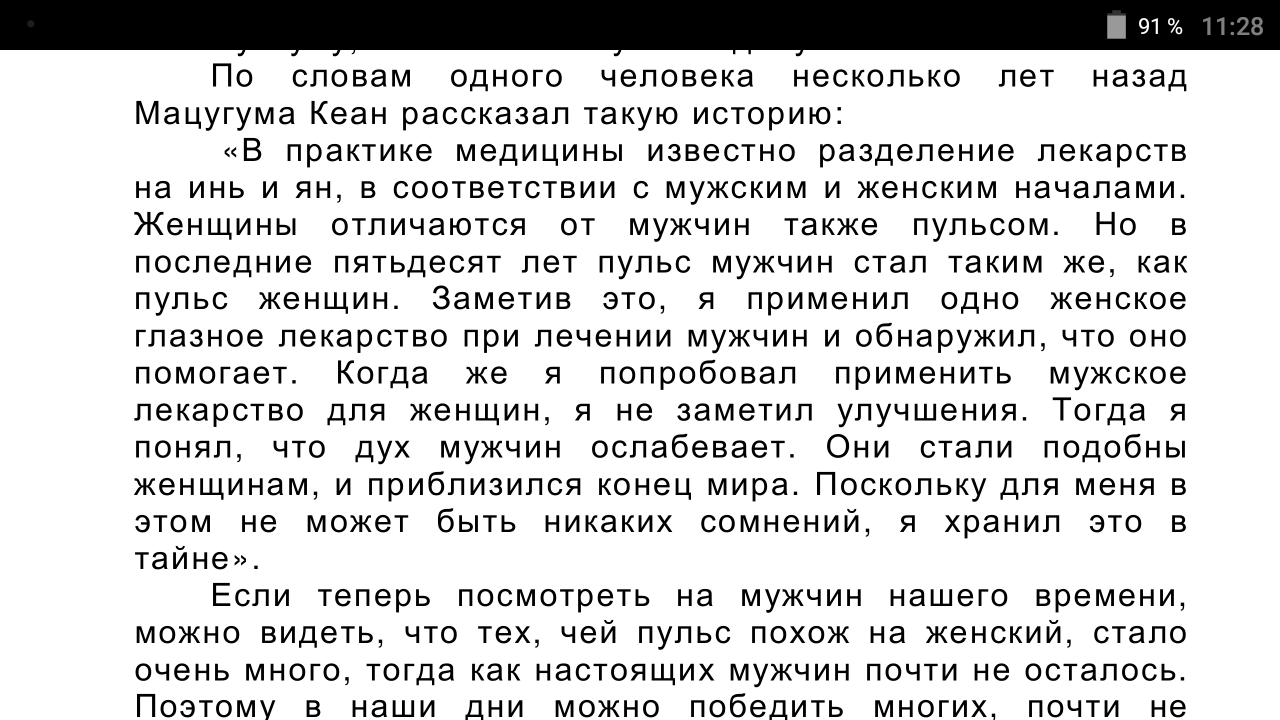 91 % 11:28
По словам одного человека несколько лет назад
Мацугума Кеан рассказал такую историю:
«В практике медицины известно разделение лекарств
на инь и ян, в соответствии с мужским и женским началами.
Женщины отличаются от мужчин также пульсом. Но в
последние пятьдесят лет пульс мужчин стал таким же, как
пульс женщин. Заметив это, я применил одно женское
глазное лекарство при лечении мужчин и обнаружил, что оно
помогает. Когда же я попробовал применить мужское
лекарство для женщин, я не заметил улучшения. Тогда я
понял, что дух мужчин ослабевает. Они стали подобны
женщинам, и приблизился конец мира. Поскольку для меня в
этом не может быть никаких сомнений, я хранил это в
тайне».
Если теперь посмотреть на мужчин нашего времени,
можно видеть, что тех, чей пульс похож на женский, стало
очень много, тогда как настоящих мужчин почти не осталось.
Поэтому в наши дни можно победить многих, почти не